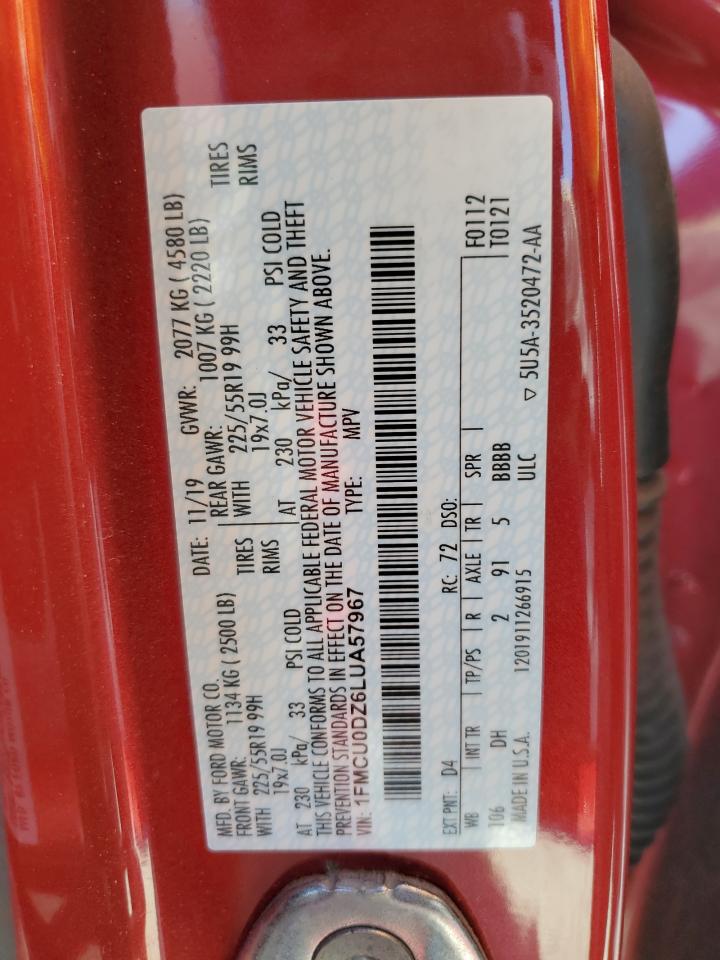 MFD. BY FORD MOTOR CO.
DATE: 11/19 GVWR: 2077 KG ( 4580 LB)
FRONT GAWR: 1134 KG ( 2500 LB) REAR GAWR: 1007 KG ( 2220 LB)
WITH 225/55R19 99H TIRES WITH 225/55R19 99H TIRES
19x7.0J RIMS 19x7.0J RIMS
AT 230 kPa/ 33 PSI COLD AT 230 kPa/ 33 PSI COLD
THIS VEHICLE CONFORMS TO ALL APPLICABLE FEDERAL MOTOR VEHICLE SAFETY AND THEFT
PREVENTION STANDARDS IN EFFECT ON THE DATE OF MANUFACTURE SHOWN ABOVE.
VIN: 1FMCU0DZ6LUA57967 TYPE: MPV
EXT PNT: D4 RC: 72 DSO:
WB INT TR TP/PS R AXLE TR SPR F0112
106 DH 2 91 5 BBBB T0121
MADE IN U.S.A. 1201911266915 ULC ▽ 5U5A-3520472-AA